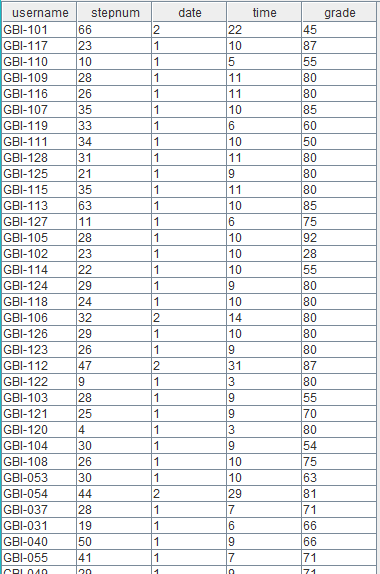 username stepnum date time grade
GBI-101 66 2 22 45
GBI-117 23 1 10 87
GBI-110 10 1 5 55
GBI-109 28 1 11 80
GBI-116 26 1 11 80
GBI-107 35 1 10 85
GBI-119 33 1 6 60
GBI-111 34 1 10 50
GBI-128 31 1 11 80
GBI-125 21 1 9 80
GBI-115 35 1 11 80
GBI-113 63 1 10 85
GBI-127 11 1 6 75
GBI-105 28 1 10 92
GBI-102 23 1 10 28
GBI-114 22 1 10 55
GBI-124 29 1 9 80
GBI-118 24 1 10 80
GBI-106 32 2 14 80
GBI-126 29 1 10 80
GBI-123 26 1 9 80
GBI-112 47 2 31 87
GBI-122 9 1 3 80
GBI-103 28 1 9 55
GBI-121 25 1 9 70
GBI-120 4 1 3 80
GBI-104 30 1 9 54
GBI-108 26 1 10 75
GBI-053 30 1 10 63
GBI-054 44 2 29 81
GBI-037 28 1 7 71
GBI-031 19 1 6 66
GBI-040 50 1 9 66
GBI-055 41 1 7 71
GBI-049 29 1 9 71